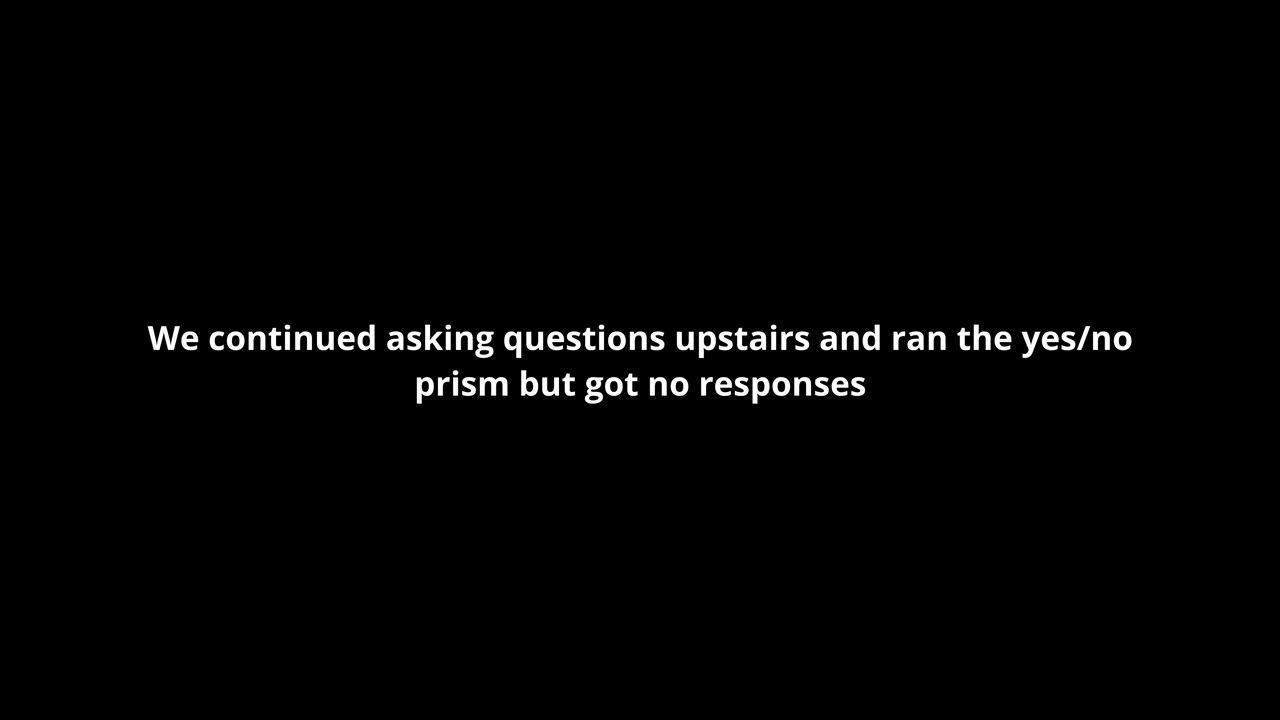 We continued asking questions upstairs and ran the yes/no
prism but got no responses